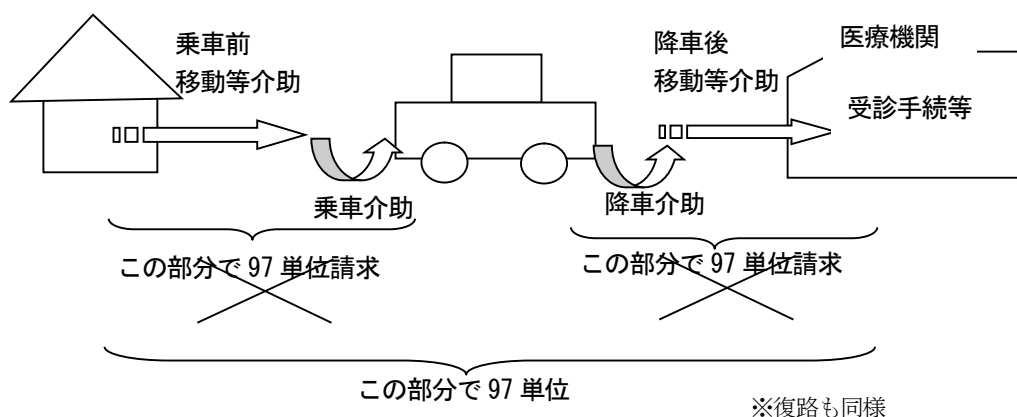 乗車前
移動等介助
降車後
移動等介助
医療機関
受診手続等
乗車介助
降車介助
この部分で 97 単位請求
この部分で 97 単位請求
この部分で 97 単位
※復路も同様